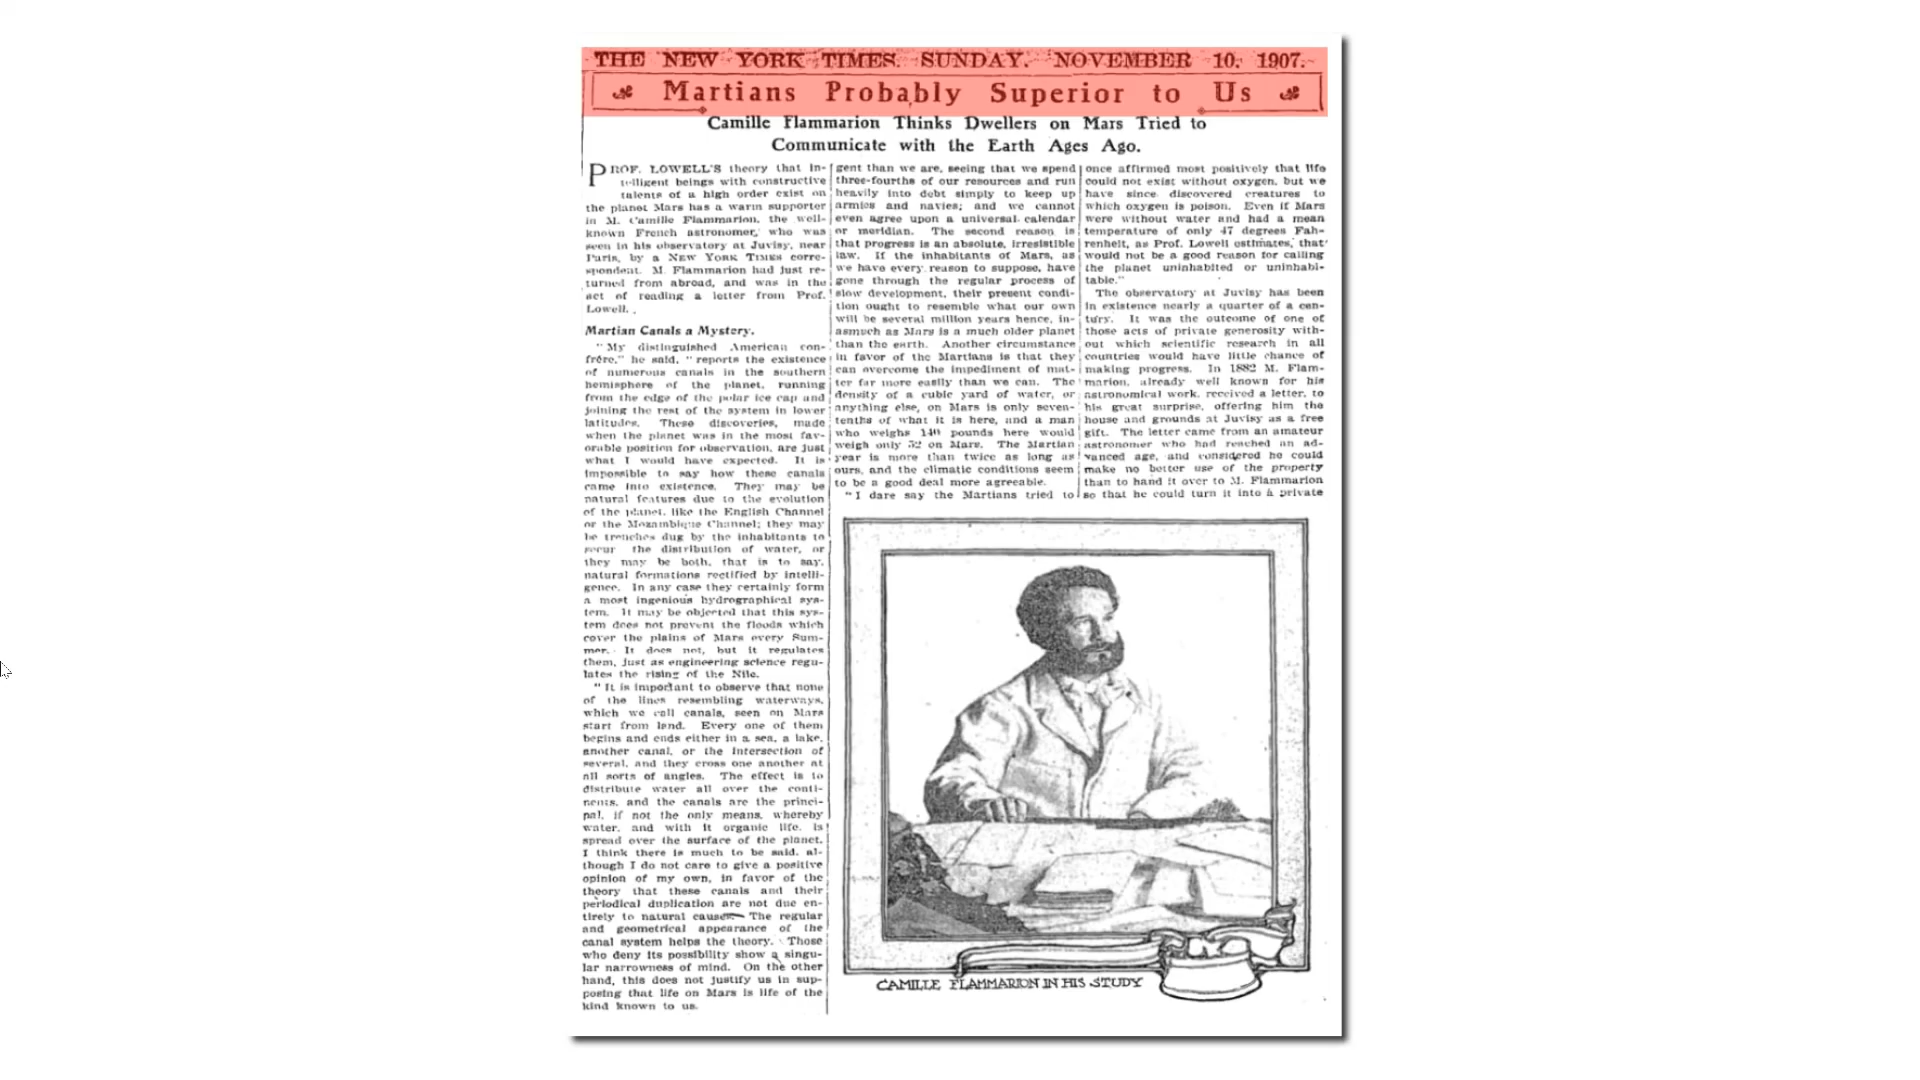 THE NEW YORK TIMES. SUNDAY. NOVEMBER 10, 1907.
Martians Probably Superior to Us
Camille Flammarion Thinks Dwellers on Mars Tried to
Communicate with the Earth Ages Ago.
PROF. LOWELL'S theory that in-
telligent beings with constructive
talents of a high order exist on
the planet Mars has a warm supporter
in M. Camille Flammarion, the well-
known French astronomer, who was
seen in his observatory at Juvisy, near
Paris, by a NEW YORK TIMES corre-
spondent. M. Flammarion had just re-
turned from abroad, and was in the
act of reading a letter from Prof.
Lowell.
Martian Canals a Mystery.
"My distinguished American con-
frère," he said, "reports the existence
of numerous canals in the southern
hemisphere of the planet, running
from the edge of the polar ice cap and
joining the rest of the system in lower
latitudes. These discoveries, made
when the planet was in the most fav-
orable position for observation, are just
what I would have expected. It is
impossible to say how these canals
came into existence. They may be
natural features due to the evolution
of the planet, like the English Channel
or the Mozambique Channel; they may
be trenches dug by the inhabitants to
secur the distribution of water, or
they may be both, that is to say,
natural formations rectified by intelli-
gence. In any case they certainly form
a most ingenious hydrographical sys-
tem. It may be objected that this sys-
tem does not prevent the floods which
cover the plains of Mars every Sum-
mer. It does not, but it regulates
them, just as engineering science regu-
lates the rising of the Nile.
"It is important to observe that none
of the lines resembling waterways,
which we call canals, seen on Mars
start from land. Every one of them
begins and ends either in a sea, a lake,
another canal, or the intersection of
several, and they cross one another at
all sorts of angles. The effect is to
distribute water all over the conti-
nents, and the canals are the princi-
pal, if not the only means, whereby
water, and with it organic life, is
spread over the surface of the planet.
I think there is much to be said, al-
though I do not care to give a positive
opinion of my own, in favor of the
theory that these canals and their
periodical duplication are not due en-
tirely to natural causes. The regular
and geometrical appearance of the
canal system helps the theory. Those
who deny its possibility show a singu-
lar narrowness of mind. On the other
hand, this does not justify us in sup-
posing that life on Mars is life of the
kind known to us.
gent than we are, seeing that we spend
three-fourths of our resources and run
heavily into debt simply to keep up
armies and navies; and we cannot
even agree upon a universal calendar
or meridian. The second reason is
that progress is an absolute, irresistible
law. If the inhabitants of Mars, as
we have every reason to suppose, have
gone through the regular process of
slow development, their present condi-
tion ought to resemble what our own
will be several million years hence, in-
asmuch as Mars is a much older planet
than the earth. Another circumstance
in favor of the Martians is that they
can overcome the impediment of mat-
ter far more easily than we can. The
density of a cubic yard of water, or
anything else, on Mars is only seven-
tenths of what it is here, and a man
who weighs 140 pounds here would
weigh only 52 on Mars. The Martian
year is more than twice as long as
ours, and the climatic conditions seem
to be a good deal more agreeable.
"I dare say the Martians tried to
once affirmed most positively that life
could not exist without oxygen, but we
have since discovered creatures to
which oxygen is poison. Even if Mars
were without water and had a mean
temperature of only 47 degrees Fah-
renheit, as Prof. Lowell estimates, that
would not be a good reason for calling
the planet uninhabited or uninhabi-
table."
The observatory at Juvisy has been
in existence nearly a quarter of a cen-
tury. It was the outcome of one of
those acts of private generosity with-
out which scientific research in all
countries would have little chance of
making progress. In 1882 M. Flam-
marion, already well known for his
astronomical work, received a letter, to
his great surprise, offering him the
house and grounds at Juvisy as a free
gift. The letter came from an amateur
astronomer who had reached an ad-
vanced age, and considered he could
make no better use of the property
than to hand it over to M. Flammarion
so that he could turn it into a private
CAMILLE FLAMMARION IN HIS STUDY